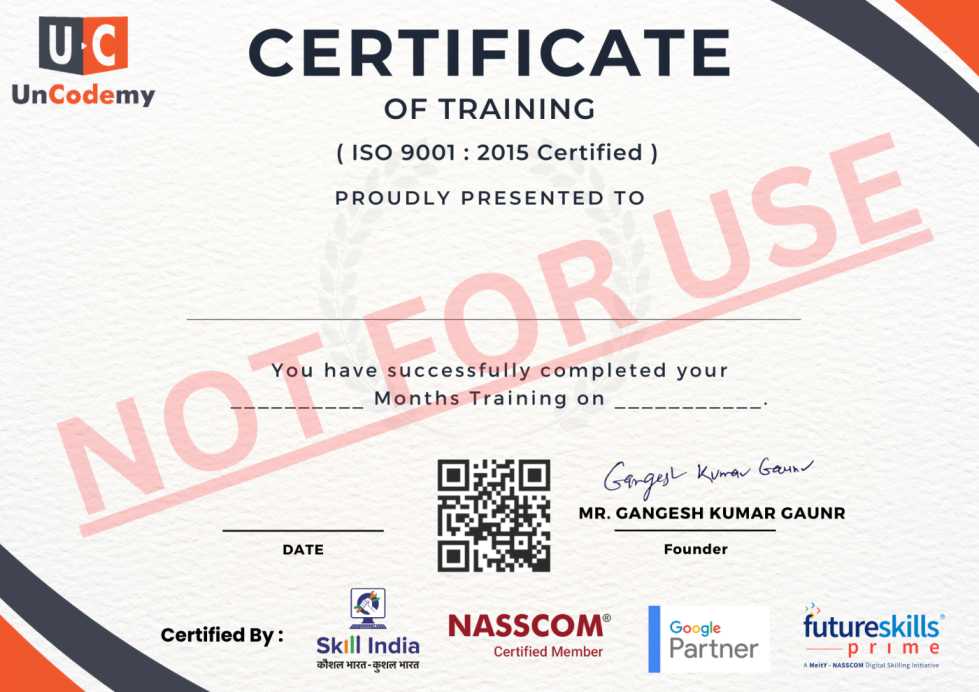 UC
UnCodemy
CERTIFICATE
OF TRAINING
( ISO 9001 : 2015 Certified )
PROUDLY PRESENTED TO
NOT FOR USE
You have successfully completed your
__________ Months Training on ___________.
Gangesh Kumar Gaunr
MR. GANGESH KUMAR GAUNR
DATE
Founder
Certified By :
Skill India
कौशल भारत - कुशल भारत
NASSCOM®
Certified Member
Google
Partner
futureskills
prime
A MeitY - NASSCOM Digital Skilling Initiative